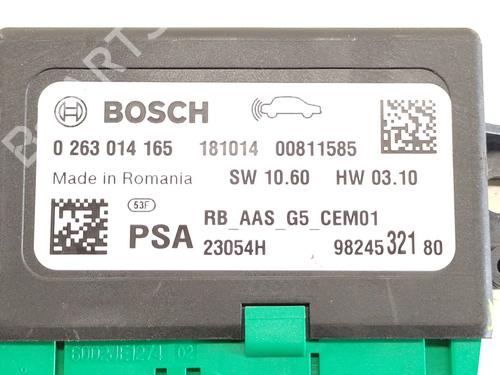 BOSCH
0 263 014 165 181014 00811585
Made in Romania SW 10.60 HW 03.10
53F RB_AAS_G5_CEM01
PSA 23054H 98245 321 80